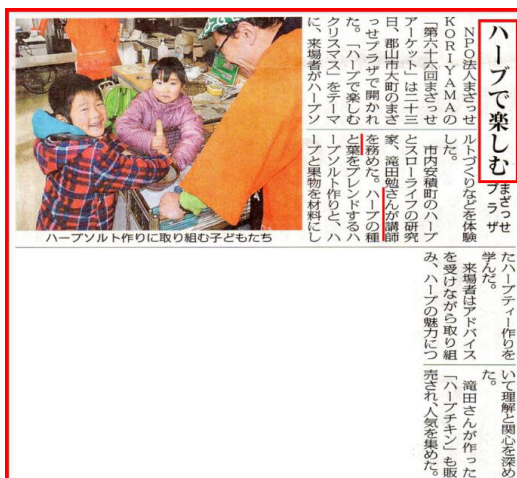 ハーブで楽しむ
まざっせ
プラザ
NPO法人まざっせ
KORIYAMAの
「第六十六回まざっせ
アーケット」は二十三
日、郡山市大町のまざ
っせプラザで開かれ
た。「ハーブで楽しむ
クリスマス」をテーマ
に、来場者がハーブソ
ルトづくりなどを体験
した。
市内安積町のハーブ
とスローライフの研究
家、滝田勉さんが講師
を務めた。ハーブの種
と葉をブレンドするハ
ーブソルト作りと、ハ
ーブと果物を材料にし
たハーブティー作りを
学んだ。
来場者はアドバイス
を受けながら取り組
み、ハーブの魅力につ
いて理解と関心を深め
た。
滝田さんが作った
「ハーブチキン」も販
売され、人気を集めた。
ハーブソルト作りに取り組む子どもたち